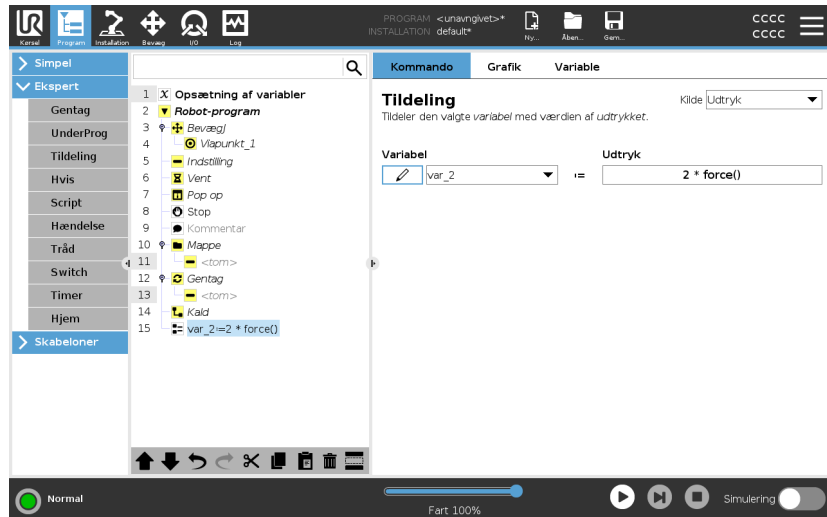 UR
PROGRAM <unavngivet>*
INSTALLATION default*
CCCC
CCCC
Kørsel Program Installation Bevæg I/O Log Ny... Åben... Gem...
Simpel
Ekspert
Gentag
UnderProg
Tildeling
Hvis
Script
Hændelse
Tråd
Switch
Timer
Hjem
Skabeloner
1 X Opsætning af variabler
2 Robot-program
3 BevægJ
4 Viapunkt_1
5 Indstilling
6 Vent
7 Pop op
8 Stop
9 Kommentar
10 Mappe
11 <tom>
12 Gentag
13 <tom>
14 Kald
15 var_2:=2 * force()
Kommando Grafik Variable
Tildeling
Kilde Udtryk
Tildeler den valgte variabel med værdien af udtrykket.
Variabel Udtryk
var_2 := 2 * force()
Normal
Fart 100%
Simulering